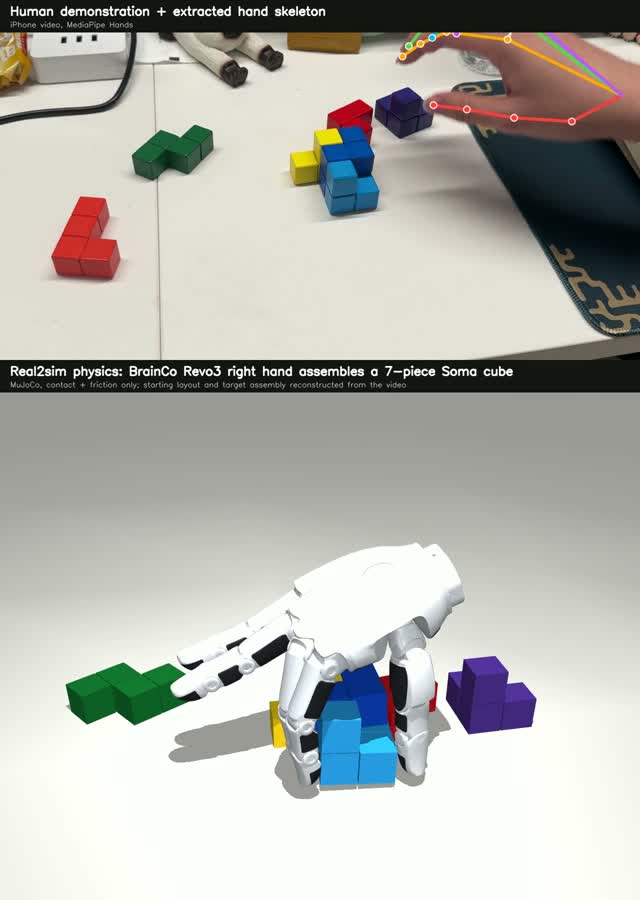 Human demonstration + extracted hand skeleton
iPhone video, MediaPipe Hands
Real2sim physics: BrainCo Revo3 right hand assembles a 7-piece Soma cube
MuJoCo, contact + friction only; starting layout and target assembly reconstructed from the video